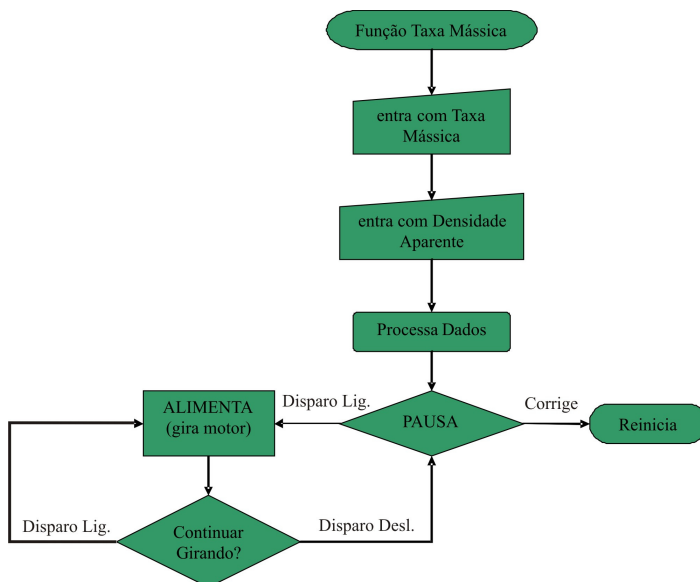 Função Taxa Mássica
entra com Taxa
Mássica
entra com Densidade
Aparente
Processa Dados
Disparo Lig.
PAUSA
Corrige
Reinicia
ALIMENTA
(gira motor)
Disparo Lig.
Continuar
Girando?
Disparo Desl.